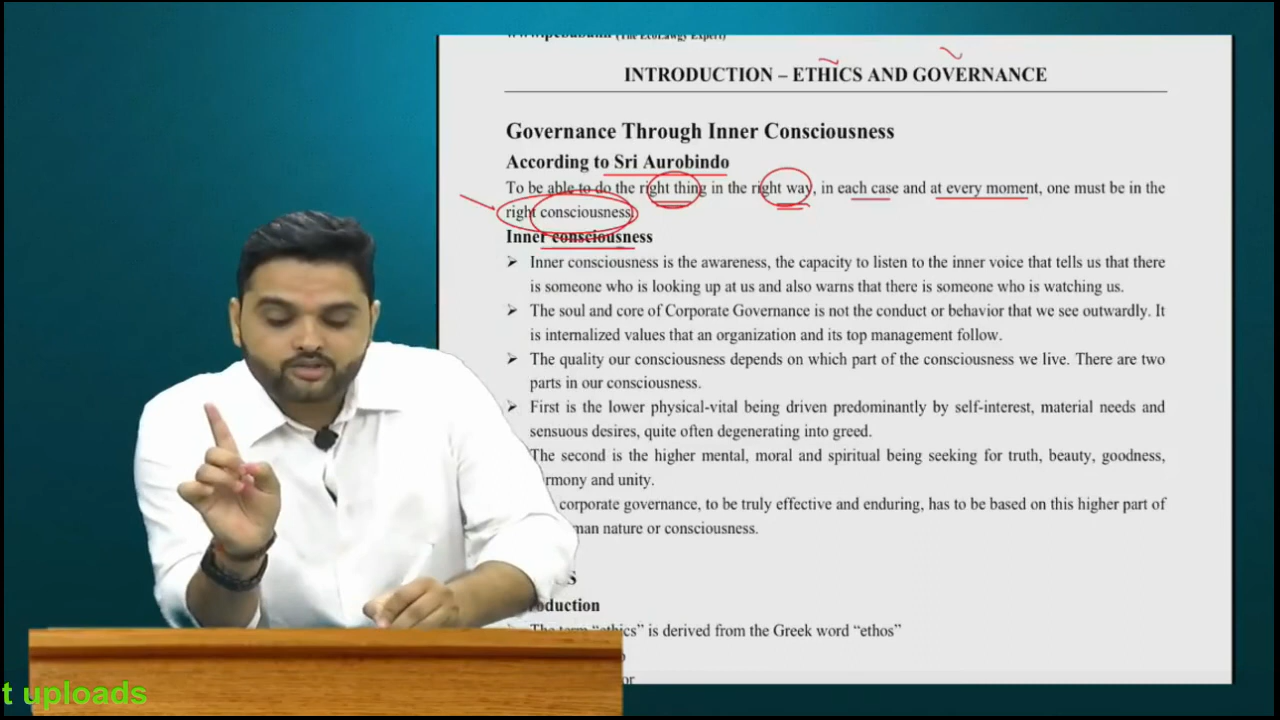 (The EcoLawgy Expert)
INTRODUCTION – ETHICS AND GOVERNANCE
Governance Through Inner Consciousness
According to Sri Aurobindo
To be able to do the right thing in the right way, in each case and at every moment, one must be in the
right consciousness.
Inner consciousness
➢ Inner consciousness is the awareness, the capacity to listen to the inner voice that tells us that there
is someone who is looking up at us and also warns that there is someone who is watching us.
➢ The soul and core of Corporate Governance is not the conduct or behavior that we see outwardly. It
is internalized values that an organization and its top management follow.
➢ The quality our consciousness depends on which part of the consciousness we live. There are two
parts in our consciousness.
➢ First is the lower physical-vital being driven predominantly by self-interest, material needs and
sensuous desires, quite often degenerating into greed.
The second is the higher mental, moral and spiritual being seeking for truth, beauty, goodness,
rmony and unity.
corporate governance, to be truly effective and enduring, has to be based on this higher part of
man nature or consciousness.
S
oduction
The term “ethics” is derived from the Greek word “ethos”
or
t uploads